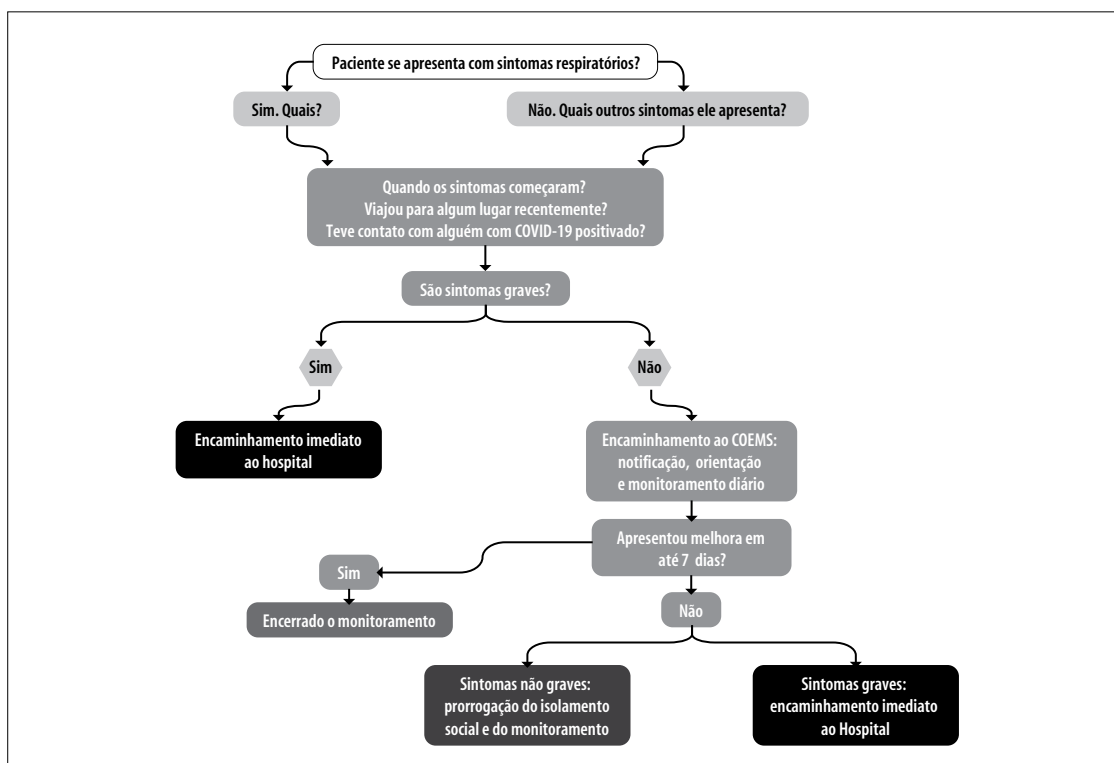 Paciente se apresenta com sintomas respiratórios?
Sim. Quais?
Não. Quais outros sintomas ele apresenta?
Quando os sintomas começaram?
Viajou para algum lugar recentemente?
Teve contato com alguém com COVID-19 positivado?
São sintomas graves?
Sim
Não
Encaminhamento imediato
ao hospital
Encaminhamento ao COEMS:
notificação, orientação
e monitoramento diário
Apresentou melhora em
até 7 dias?
Sim
Encerrado o monitoramento
Não
Sintomas não graves:
prorrogação do isolamento
social e do monitoramento
Sintomas graves:
encaminhamento imediato
ao Hospital